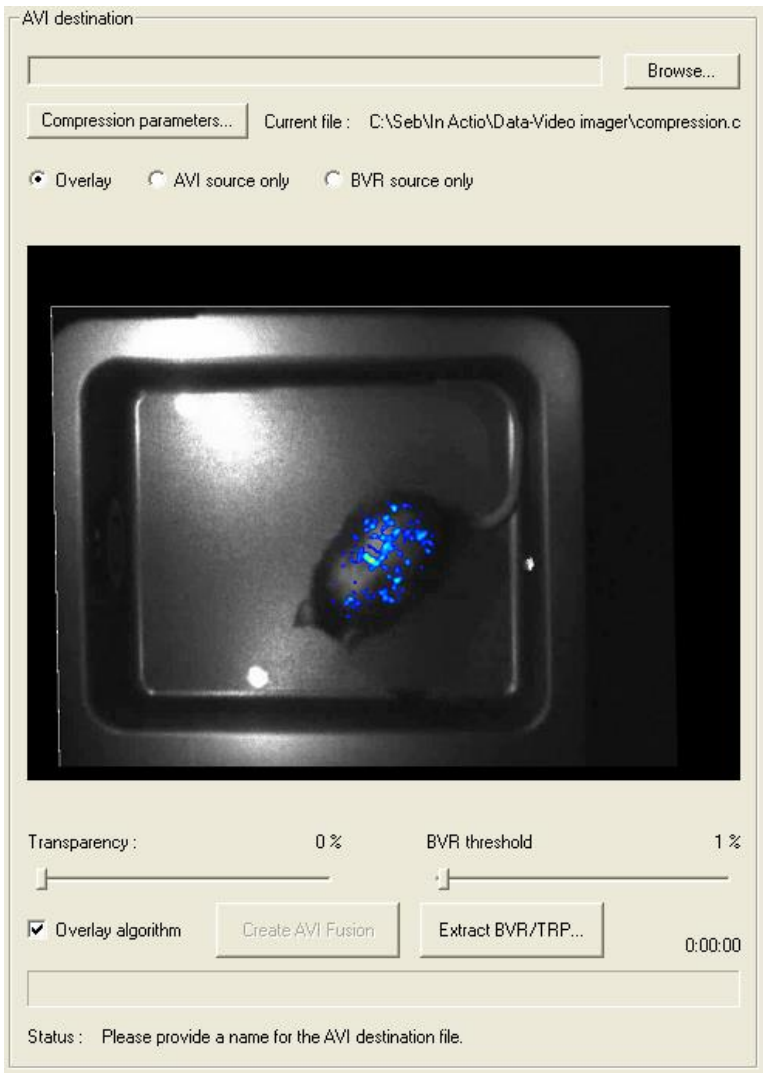 AVI destination
Browse...
Compression parameters... Current file : C:\Seb\In Actio\Data-Video imager\compression.c
Overlay AVI source only BVR source only
Transparency : 0 % BVR threshold 1 %
Overlay algorithm Create AVI Fusion Extract BVR/TRP... 0:00:00
Status : Please provide a name for the AVI destination file.